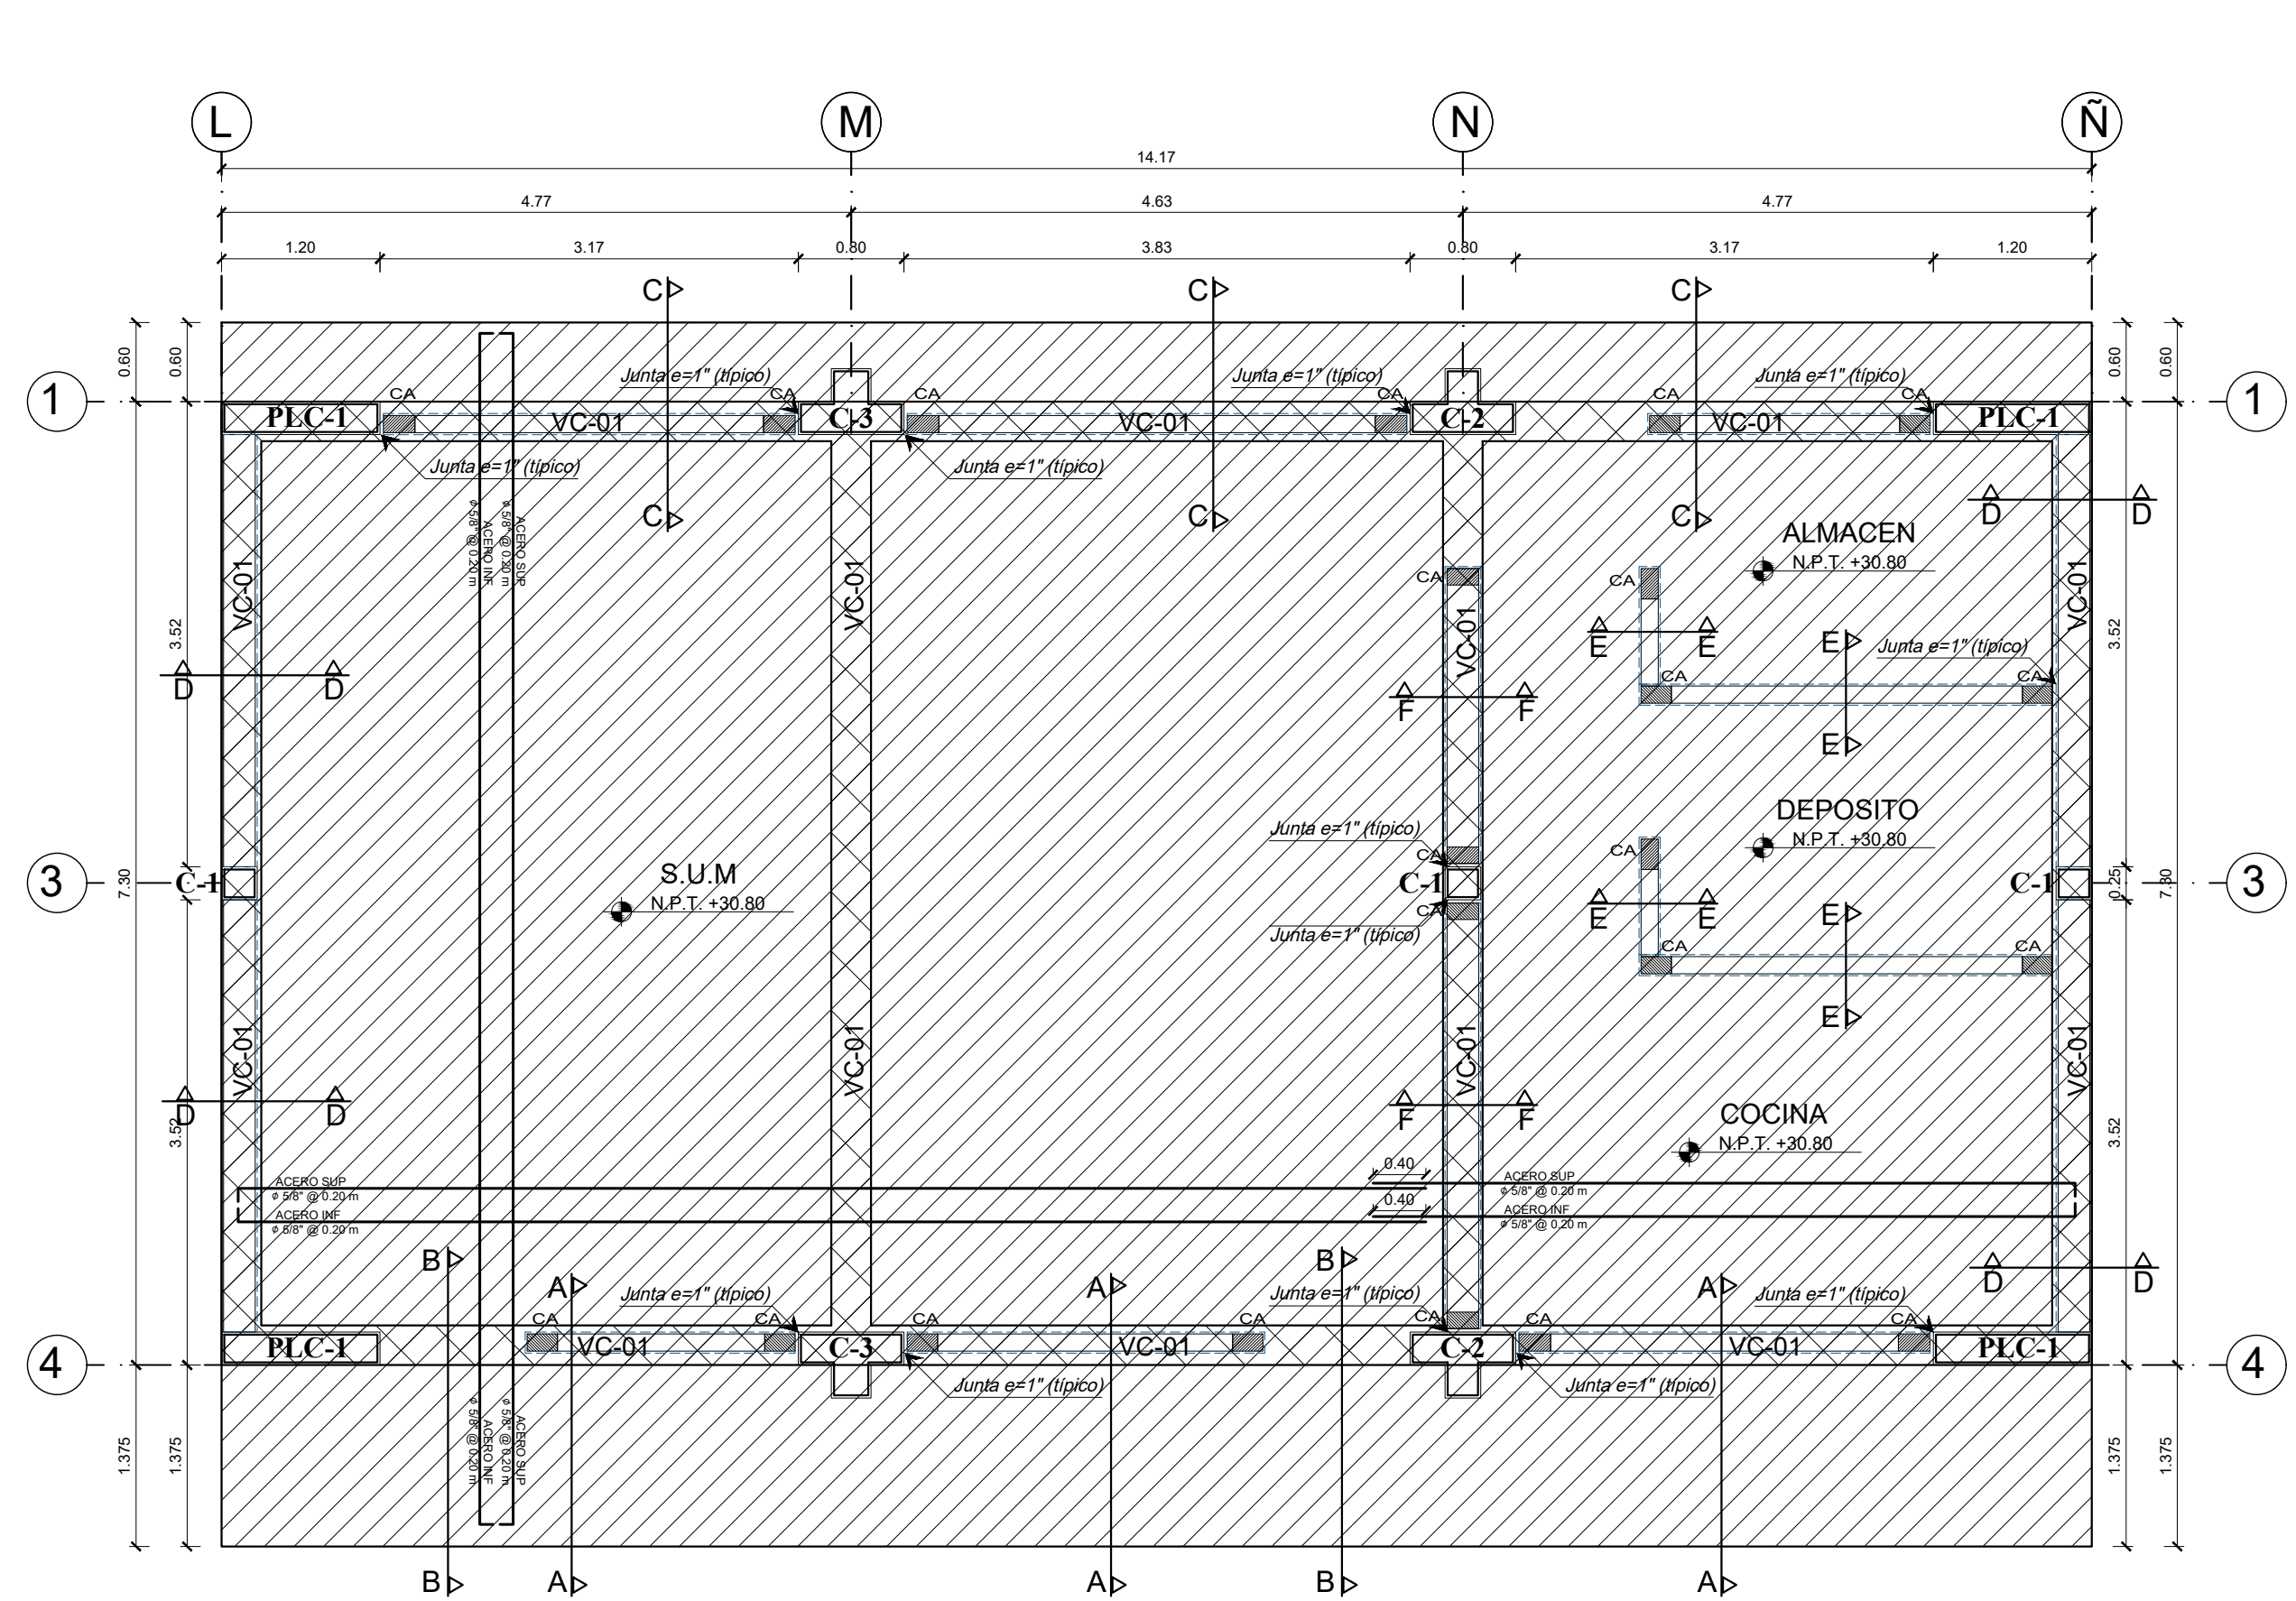 L M N Ñ
14.17
4.77 4.63 4.77
1.20 3.17 0.80 3.83 0.80 3.17 1.20
C C C
0.60 0.60 0.60 0.60
Junta e=1" (típico) Junta e=1" (típico) Junta e=1" (típico)
CA CA CA CA CA CA
1 PLC-1 VC-01 C-3 VC-01 C-2 VC-01 PLC-1 1
Junta e=1" (típico) Junta e=1" (típico)
ACERO SUP
ϕ 5/8" @ 0.20 m
ACERO INF
ϕ 5/8" @ 0.20 m
C C C
D D
ALMACEN
N.P.T. +30.80
CA CA
VC-01 VC-01 VC-01 VC-01
3.52 3.52
E E E
Junta e=1" (típico)
CA CA
D D
F F
E
DEPOSITO
N.P.T. +30.80
Junta e=1" (típico)
CA CA
3 7.30 C-1 C-1 C-1 0.25 7.30 3
S.U.M
N.P.T. +30.80
CA
Junta e=1" (típico)
E E E
CA CA
E
VC-01 VC-01 VC-01 VC-01
D D
F F
3.52 3.52
COCINA
N.P.T. +30.80
0.40
ACERO SUP
ϕ 5/8" @ 0.20 m
ACERO SUP
ϕ 5/8" @ 0.20 m
0.40
ACERO INF
ϕ 5/8" @ 0.20 m
ACERO INF
ϕ 5/8" @ 0.20 m
B B
D D
A A A
Junta e=1" (típico) Junta e=1" (típico) Junta e=1" (típico)
CA CA CA CA CA CA CA
4 PLC-1 VC-01 C-3 VC-01 C-2 VC-01 PLC-1 4
Junta e=1" (típico) Junta e=1" (típico)
ACERO SUP
ϕ 5/8" @ 0.20 m
ACERO INF
ϕ 5/8" @ 0.20 m
1.375 1.375 1.375 1.375
B A A B A